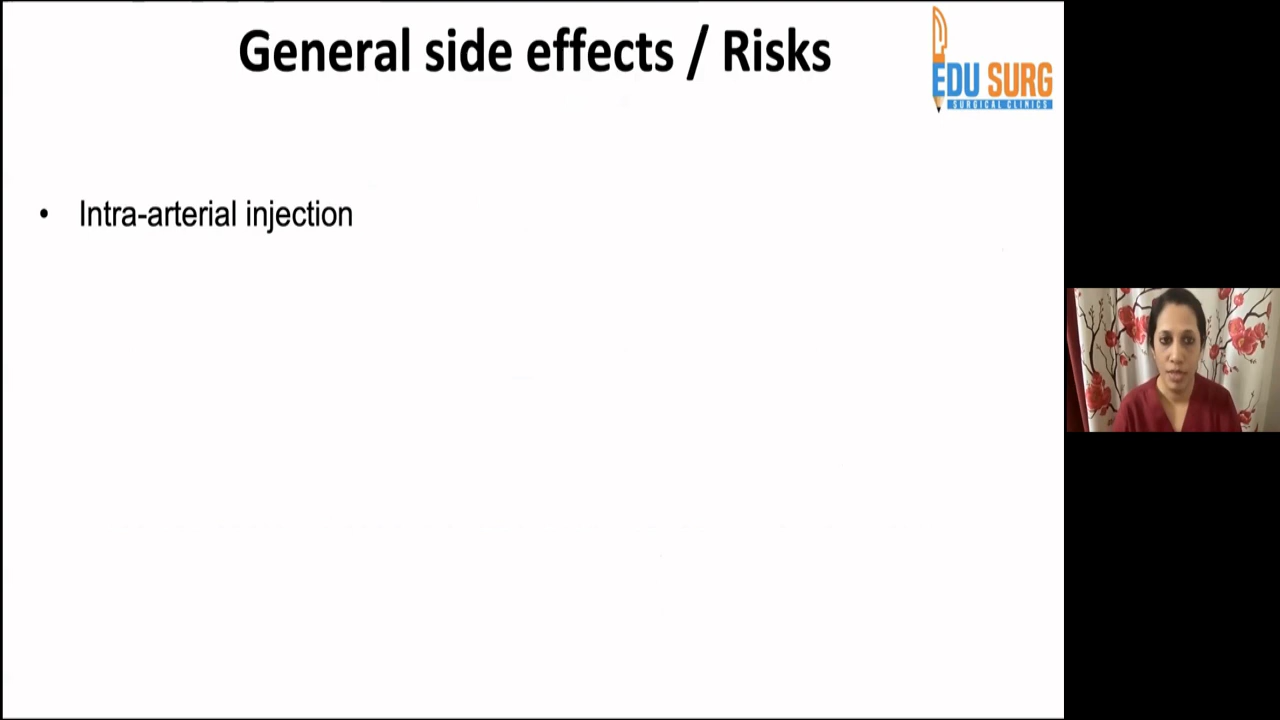 General side effects / Risks
EDU SURG
SURGICAL CLINICS
• Intra-arterial injection